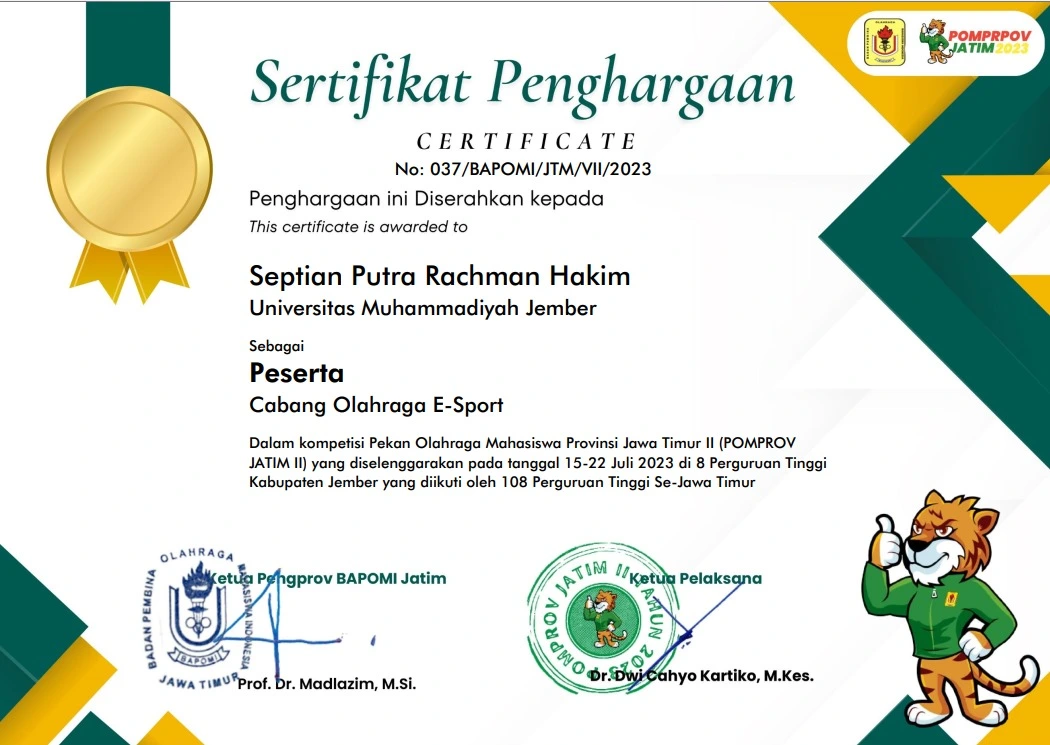 POMPRPOV
JATIM 2023
Sertifikat Penghargaan
CERTIFICATE
No: 037/BAPOMI/JTM/VII/2023
Penghargaan ini Diserahkan kepada
This certificate is awarded to
Septian Putra Rachman Hakim
Universitas Muhammadiyah Jember
Sebagai
Peserta
Cabang Olahraga E-Sport
Dalam kompetisi Pekan Olahraga Mahasiswa Provinsi Jawa Timur II (POMPROV
JATIM II) yang diselenggarakan pada tanggal 15-22 Juli 2023 di 8 Perguruan Tinggi
Kabupaten Jember yang diikuti oleh 108 Perguruan Tinggi Se-Jawa Timur
Ketua Pengprov BAPOMI Jatim
BADAN PEMBINA OLAHRAGA MAHASISWA INDONESIA
BAPOMI
JAWA TIMUR
Prof. Dr. Madlazim, M.Si.
Ketua Pelaksana
POMPROV JATIM II TAHUN 2023
Dr. Dwi Cahyo Kartiko, M.Kes.